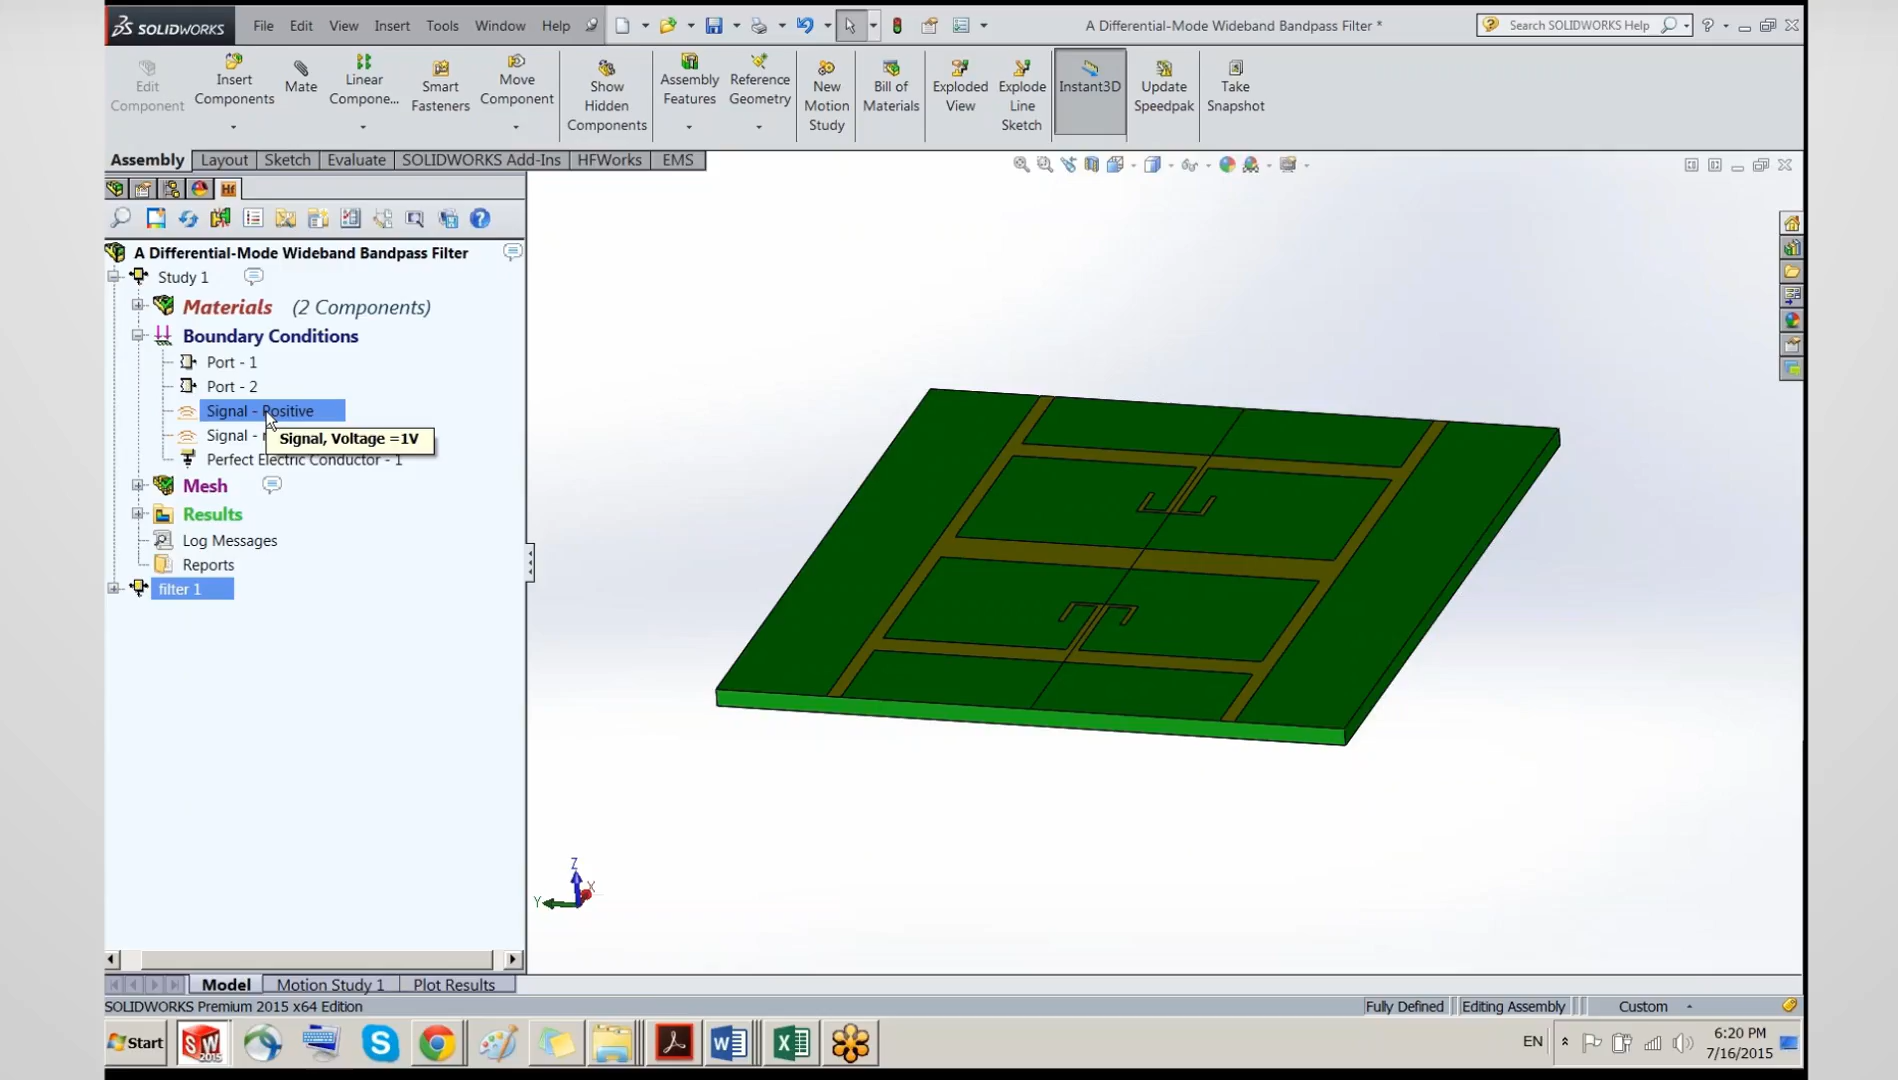 SOLIDWORKS File Edit View Insert Tools Window Help A Differential-Mode Wideband Bandpass Filter * Search SOLIDWORKS Help
Edit Component
Insert Components
Mate
Linear Compone...
Smart Fasteners
Move Component
Show Hidden Components
Assembly Features
Reference Geometry
New Motion Study
Bill of Materials
Exploded View
Explode Line Sketch
Instant3D
Update Speedpak
Take Snapshot
Assembly Layout Sketch Evaluate SOLIDWORKS Add-Ins HFWorks EMS
A Differential-Mode Wideband Bandpass Filter
Study 1
Materials (2 Components)
Boundary Conditions
Port - 1
Port - 2
Signal - Positive
Signal -
Signal, Voltage =1V
Perfect Electric Conductor - 1
Mesh
Results
Log Messages
Reports
filter 1
Z
X
Y
Model Motion Study 1 Plot Results
SOLIDWORKS Premium 2015 x64 Edition Fully Defined Editing Assembly Custom
Start EN 6:20 PM
7/16/2015